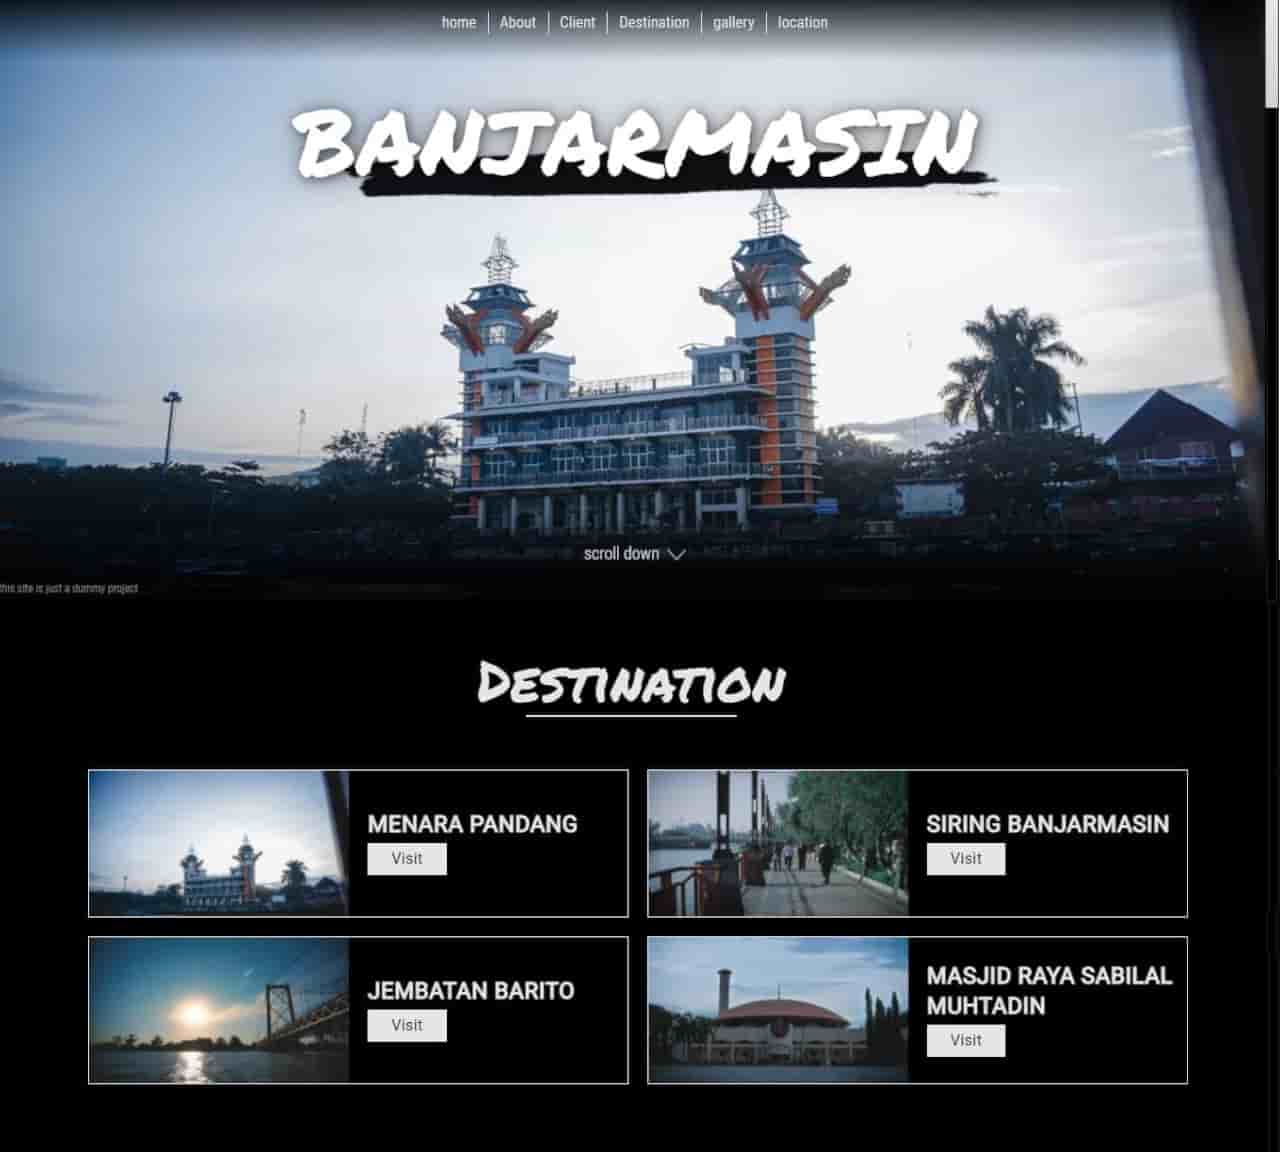 home
About
Client
Destination
gallery
location
BANJARMASIN
scroll down
this site is just a dummy project
DESTINATION
MENARA PANDANG
Visit
SIRING BANJARMASIN
Visit
JEMBATAN BARITO
Visit
MASJID RAYA SABILAL
MUHTADIN
Visit